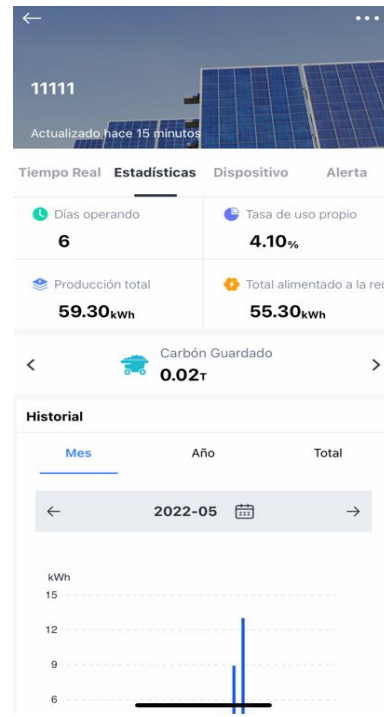 11111
Actualizado hace 15 minutos
Tiempo Real Estadísticas Dispositivo Alerta
Días operando
6
Tasa de uso propio
4.10%
Producción total
59.30kWh
Total alimentado a la red
55.30kWh
Carbón Guardado
0.02T
Historial
Mes Año Total
2022-05
kWh
15
12
9
6